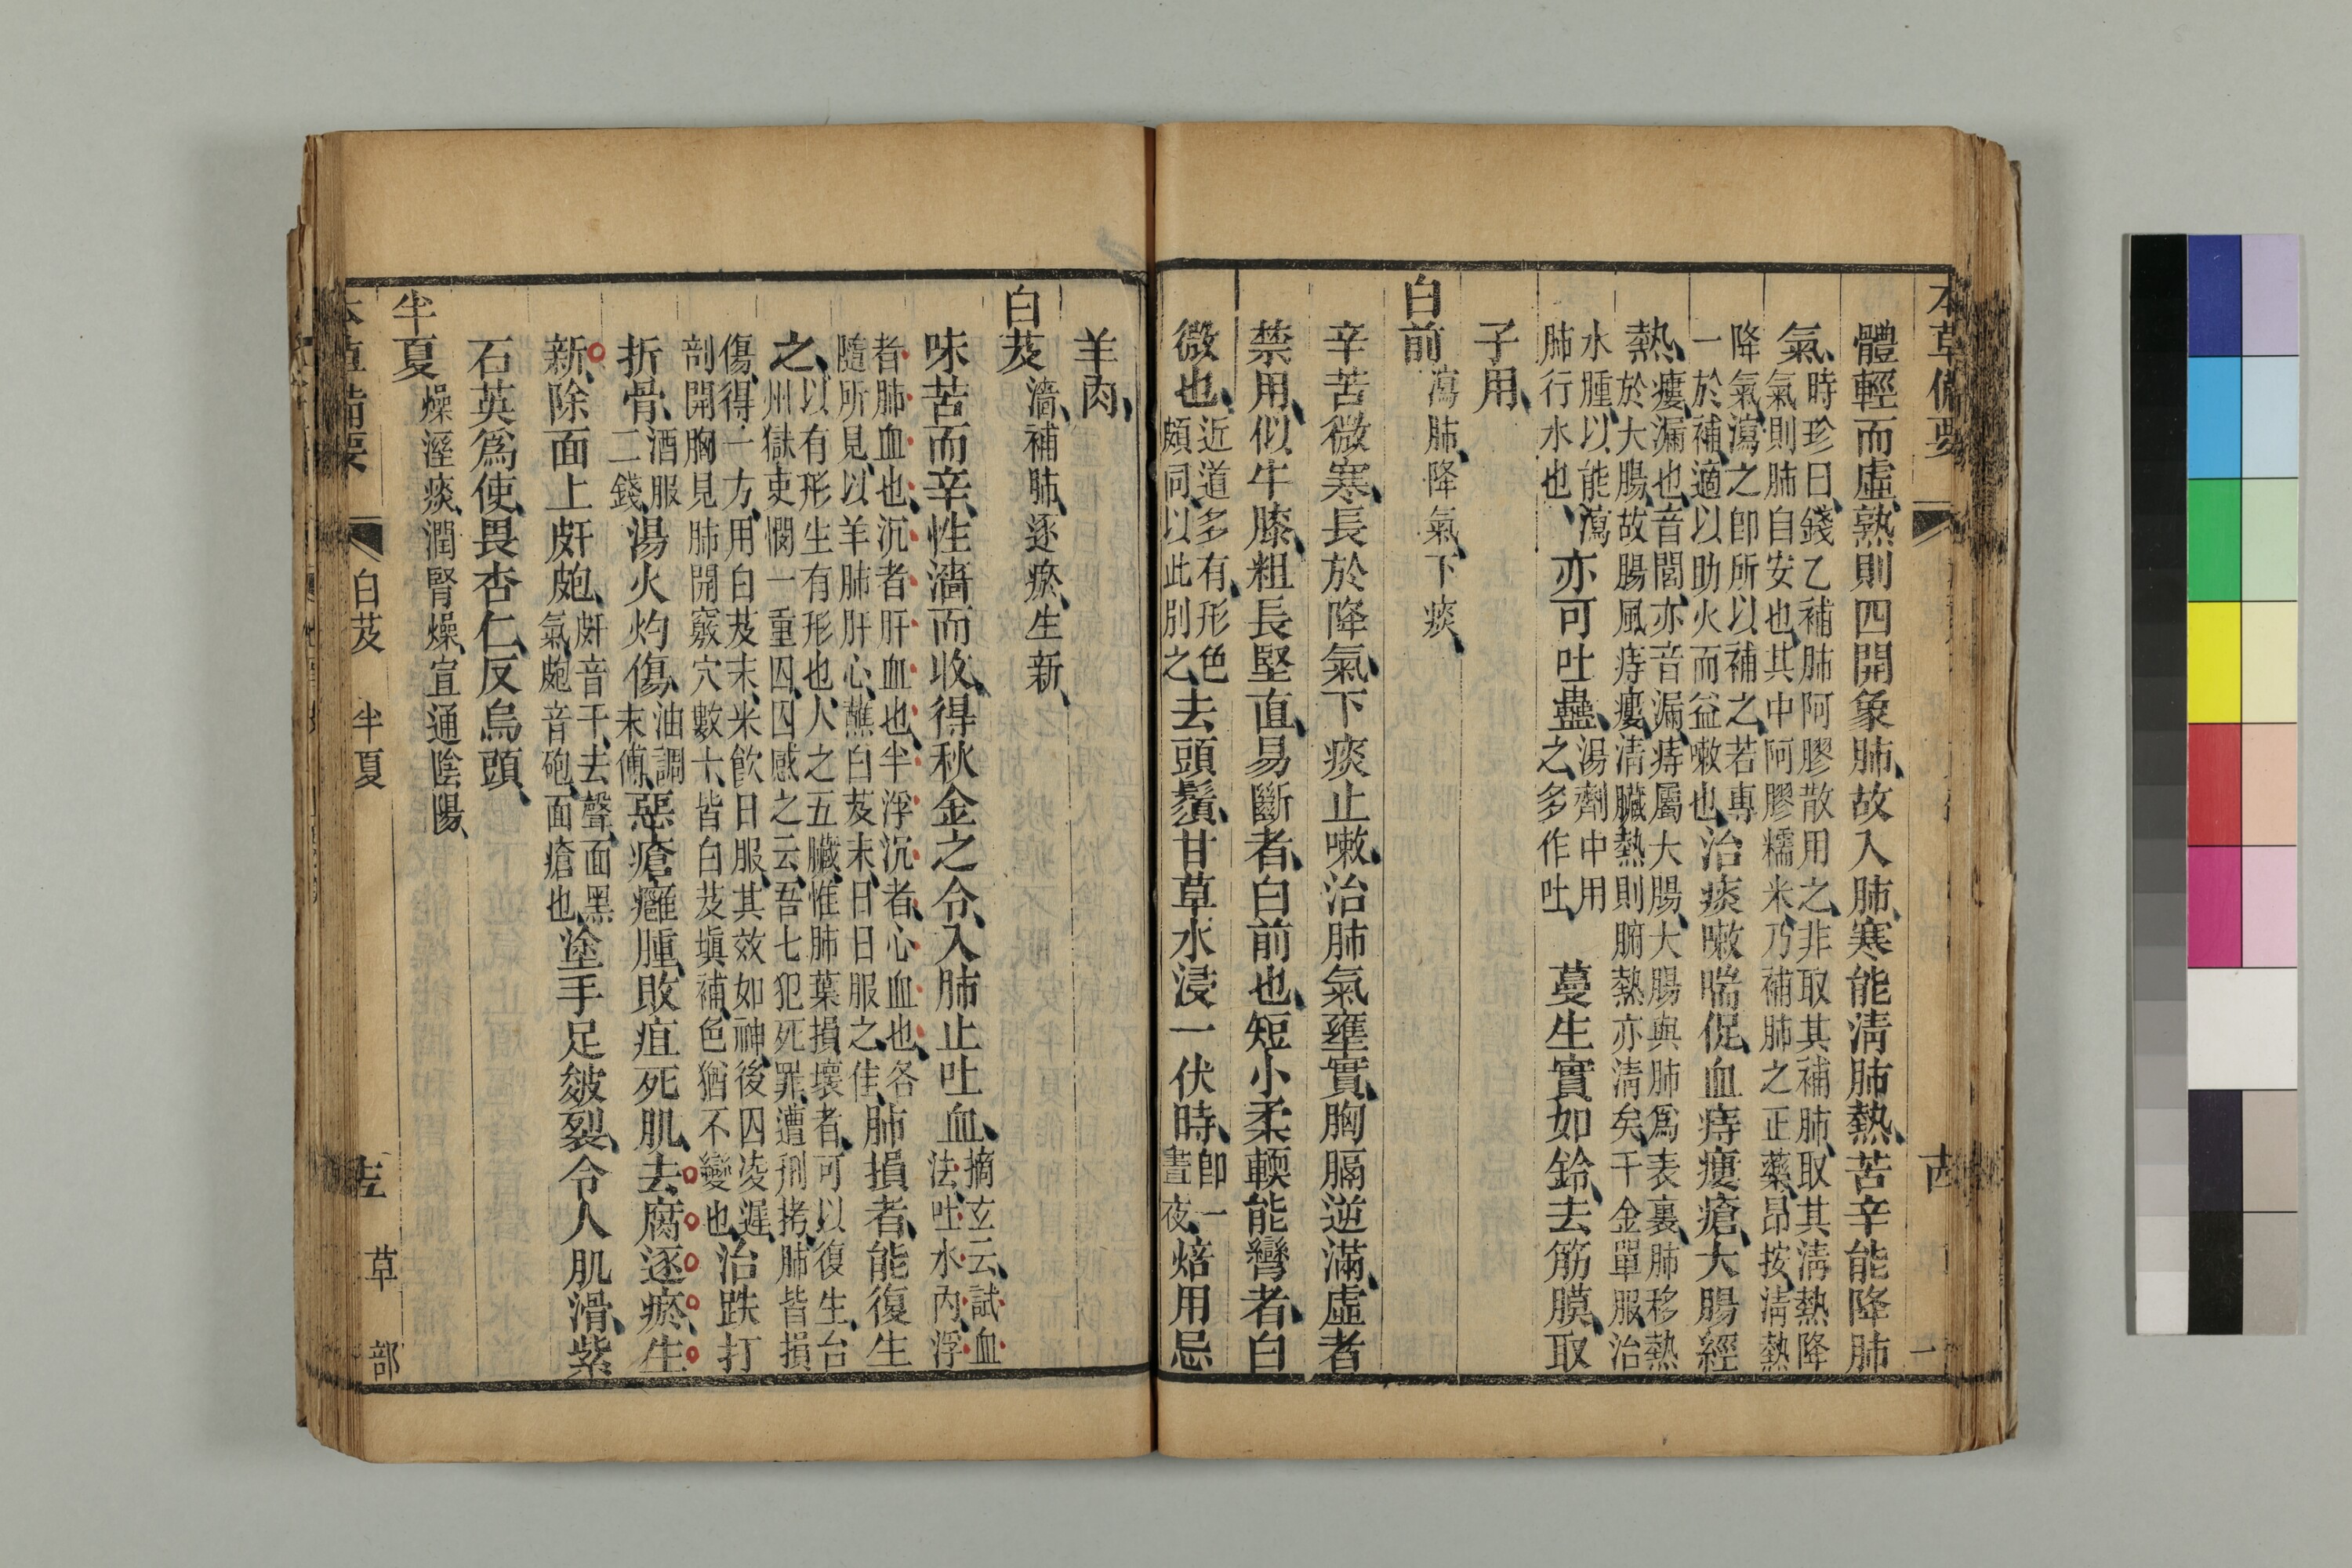 本草備要
體輕而虛、熟則四開象肺、故入肺、寒能淸肺熱、苦辛能降肺
氣、時珍曰、錢乙補肺阿膠散用之、非取其補肺、取其淸熱降
氣則肺自安也、其中阿膠糯米、乃補肺之正藥、昂按、淸熱
降氣、瀉之卽所以補之、若專
一於補、適以助火而益嗽也、治痰嗽喘促、血痔瘻瘡、大腸經
熱、瘻漏也、音閭、亦音漏、痔屬大腸、大腸與肺爲表裏、肺移熱
於大腸故腸風痔瘻、淸臟熱則腑熱亦淸矣、千金單服治
水腫、以能瀉
肺行水也、亦可吐蠱、湯劑中用
之多作吐、蔓生實如鈴、去筋膜、取
子用、
白前瀉肺、降氣、下痰、
辛苦微寒、長於降氣、下痰止嗽、治肺氣壅實、胸膈逆滿、虛者
禁用、似牛膝、粗長堅直、易斷者、白前也、短小柔輭能彎者、白
微也、近道多有、形色
頗同以此別之、去頭鬚、甘草水浸一伏時、卽一
晝夜、焙用忌
羊肉、
白芨濇、補肺、逐瘀、生新、
味苦而辛、性濇而收、得秋金之令、入肺止吐血、摘玄云、試血
法、吐水內、浮
者肺血也、沉者肝血也、半浮沉者、心血也、各
隨所見、以羊肺肝心、蘸白芨末、日日服之、佳、肺損者、能復生
之、以有形生有形也、人之五臟、惟肺葉損壞者、可以復生、台
州獄吏憫一重囚、囚感之云、吾七犯死罪、遭刑拷、肺皆損
傷、得一方、用白芨末、米飲日服、其效如神、後囚凌遲、
剖開胸見肺開竅穴數十、皆白芨塡補、色猶不變也、治跌打
折骨、酒服
二錢、湯火灼傷、油調
末傅、惡瘡癰腫、敗疽死肌、去腐逐瘀、生
新、除面上皯皰、皯音干、去聲、面黑
氣、皰音砲、面瘡也、塗手足皴裂、令人肌滑、紫
石英爲使、畏杏仁、反烏頭、
半夏燥溼痰、潤腎燥、宣通陰陽、
本草備要 白芨 半夏 草部